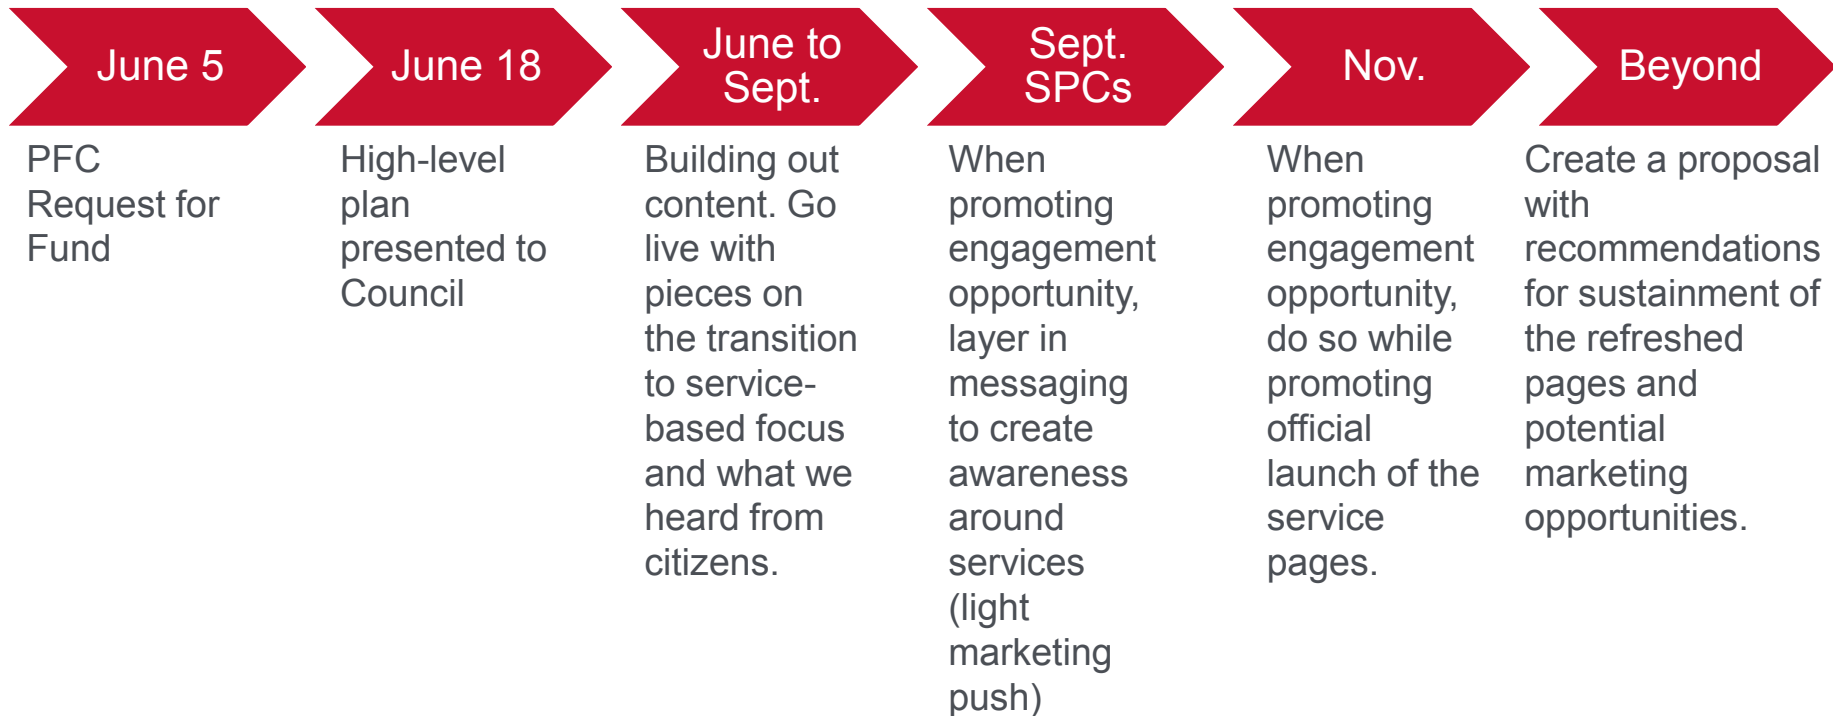 June 5
PFC
Request for
Fund
June 18
High-level
plan
presented to
Council
June to
Sept.
Building out
content. Go
live with
pieces on
the transition
to service-
based focus
and what we
heard from
citizens.
Sept.
SPCs
When
promoting
engagement
opportunity,
layer in
messaging
to create
awareness
around
services
(light
marketing
push)
Nov.
When
promoting
engagement
opportunity,
do so while
promoting
official
launch of the
service
pages.
Beyond
Create a proposal
with
recommendations
for sustainment of
the refreshed
pages and
potential
marketing
opportunities.